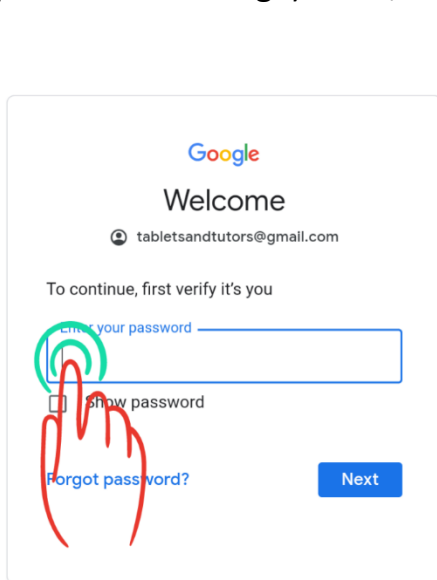 Google
Welcome
tabletsandtutors@gmail.com
To continue, first verify it's you
Enter your password
Show password
Forgot password?
Next